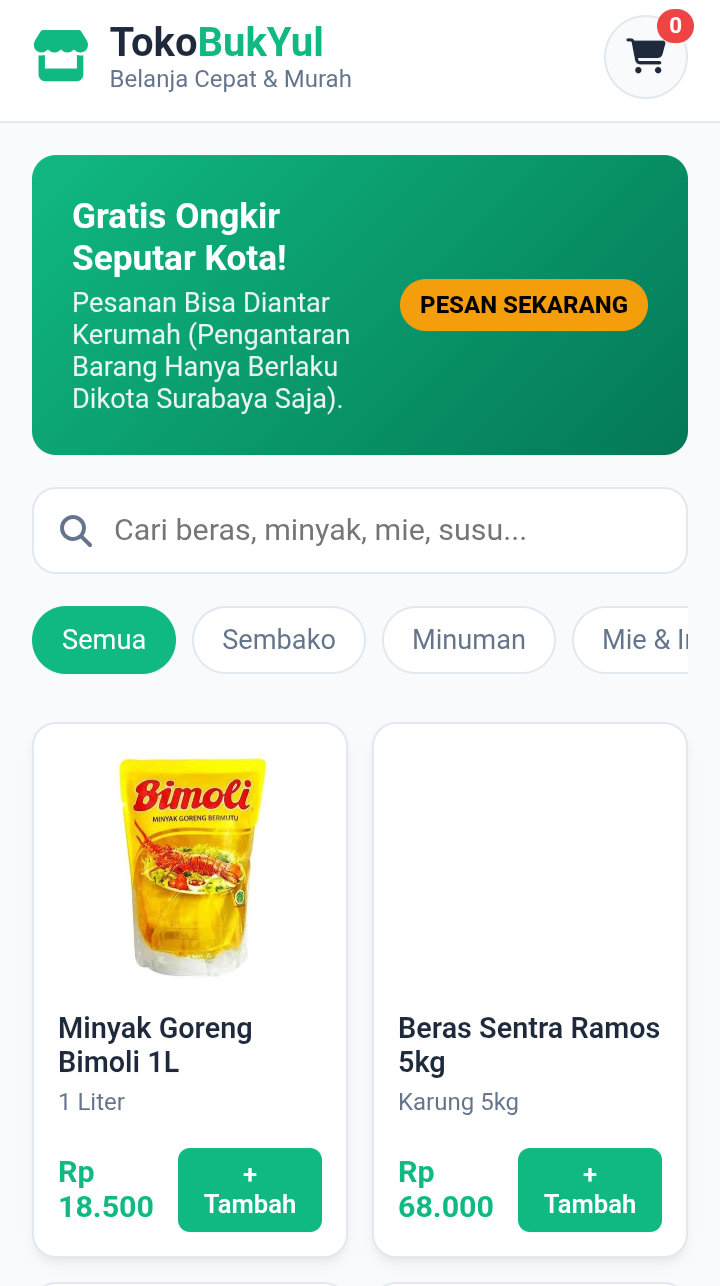 TokoBukYul
0
Belanja Cepat & Murah
Gratis Ongkir
Seputar Kota!
Pesanan Bisa Diantar
Kerumah (Pengantaran
Barang Hanya Berlaku
Dikota Surabaya Saja).
PESAN SEKARANG
Cari beras, minyak, mie, susu...
Semua
Sembako
Minuman
Mie &
Bimoli
MINYAK GORENG BERMUTU
Minyak Goreng
Bimoli 1L
1 Liter
Rp
18.500
+
Tambah
Beras Sentra Ramos
5kg
Karung 5kg
Rp
68.000
+
Tambah